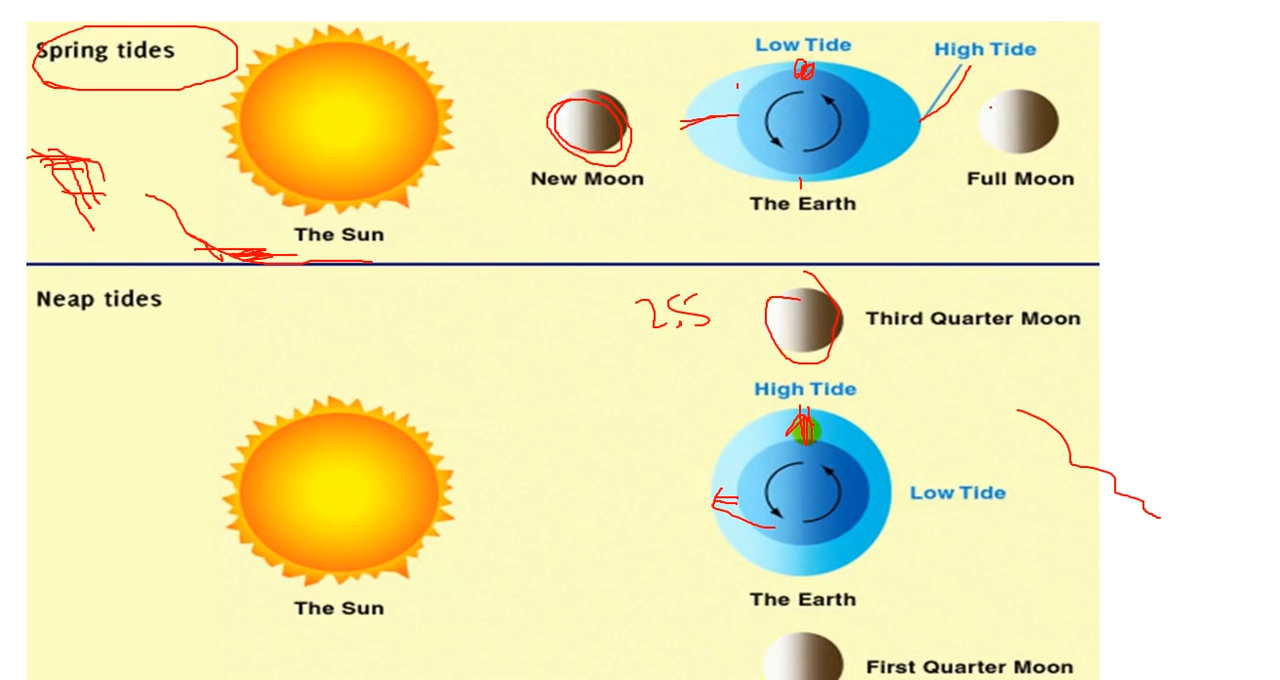 Spring tides
Low Tide
High Tide
New Moon
Full Moon
The Earth
The Sun
Neap tides
2.5
Third Quarter Moon
High Tide
Low Tide
The Earth
The Sun
First Quarter Moon